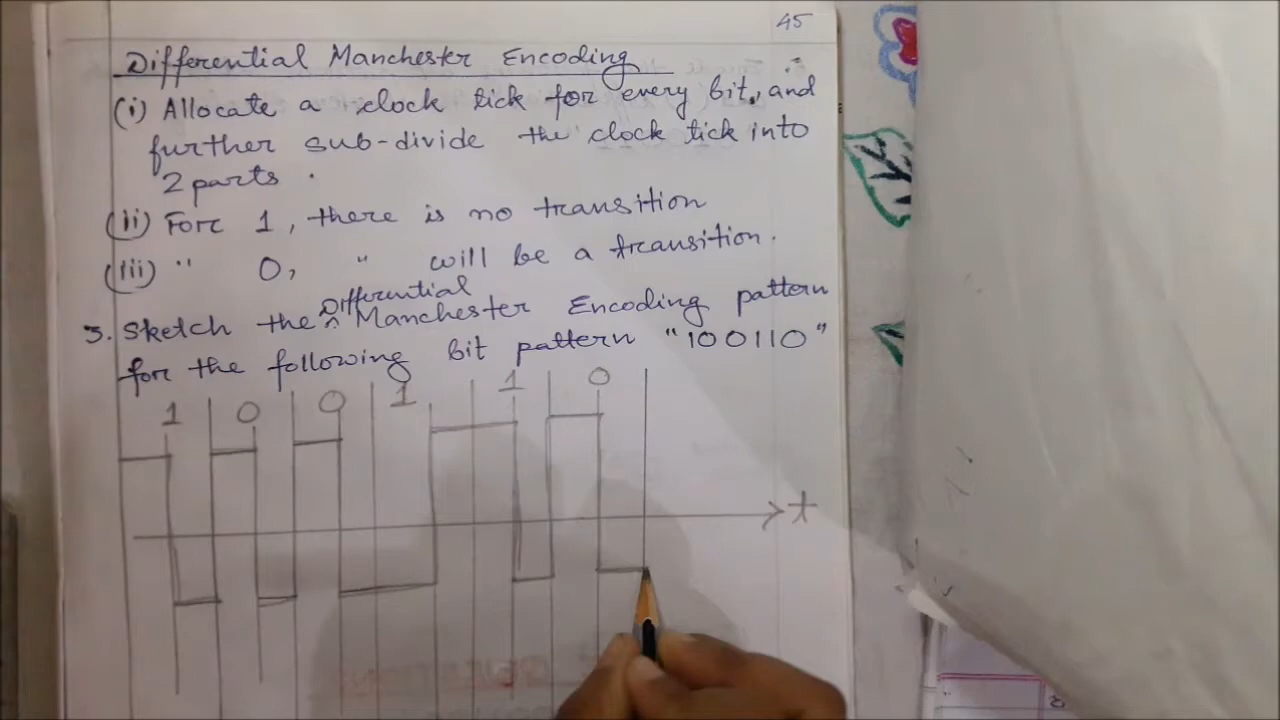 45
Differential Manchester Encoding
(i) Allocate a clock tick for every bit, and
further sub-divide the clock tick into
2 parts.
(ii) For 1, there is no transition
(iii) " 0, " will be a transition.
Differential
3. Sketch the ^ Manchester Encoding pattern
for the following bit pattern "100110"
1 0 0 1 1 0
t